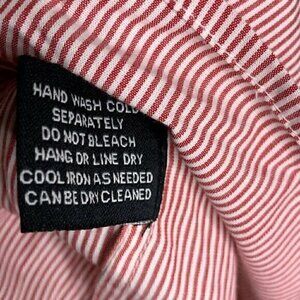 HAND WASH COLD
SEPARATELY
DO NOT BLEACH
HANG OR LINE DRY
COOL IRON AS NEEDED
CAN BE DRY CLEANED